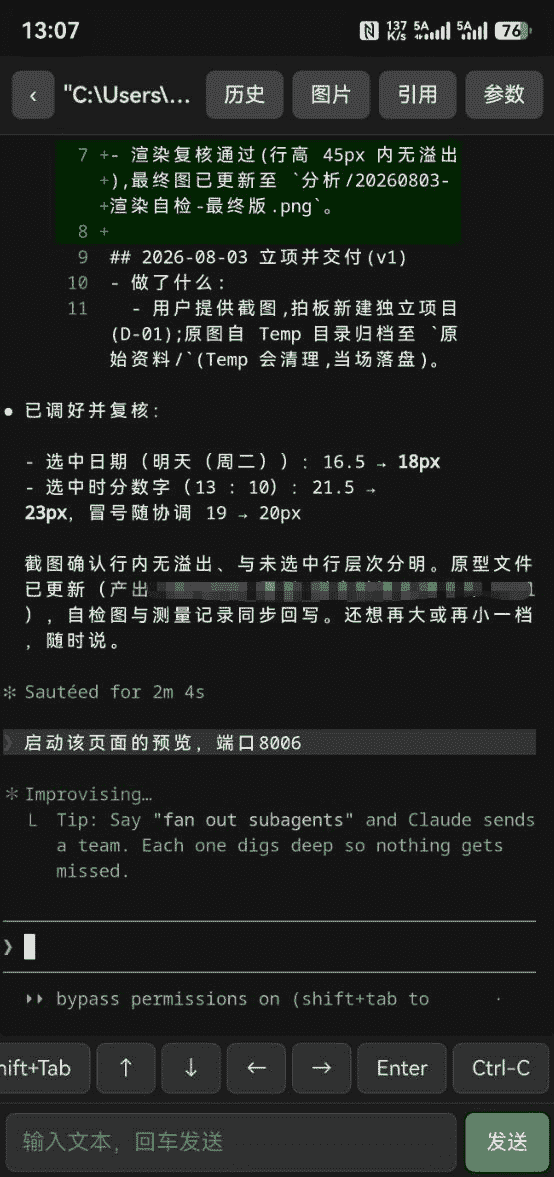 13:07 137 K/s 5A 5A 76
‹ "C:\Users\... 历史 图片 引用 参数
7 +- 渲染复核通过(行高 45px 内无溢出
+),最终图已更新至 `分析/20260803-
+渲染自检-最终版.png`。
8 +
9 ## 2026-08-03 立项并交付(v1)
10 - 做了什么:
11 - 用户提供截图,拍板新建独立项目
(D-01);原图自 Temp 目录归档至 `原
始资料/`(Temp 会清理,当场落盘)。
● 已调好并复核:
- 选中日期 (明天 (周二)) : 16.5 → 18px
- 选中时分数字 (13 : 10) : 21.5 →
23px, 冒号随协调 19 → 20px
截图确认行内无溢出、与未选中行层次分明。原型文件
已更新 (产出
) , 自检图与测量记录同步回写。还想再大或再小一档
, 随时说。
✻ Sautéed for 2m 4s
❯ 启动该页面的预览, 端口8006
✻ Improvising…
L Tip: Say "fan out subagents" and Claude sends
a team. Each one digs deep so nothing gets
missed.
❯
⏵⏵ bypass permissions on (shift+tab to ·
hift+Tab ↑ ↓ ← → Enter Ctrl-C
输入文本, 回车发送 发送